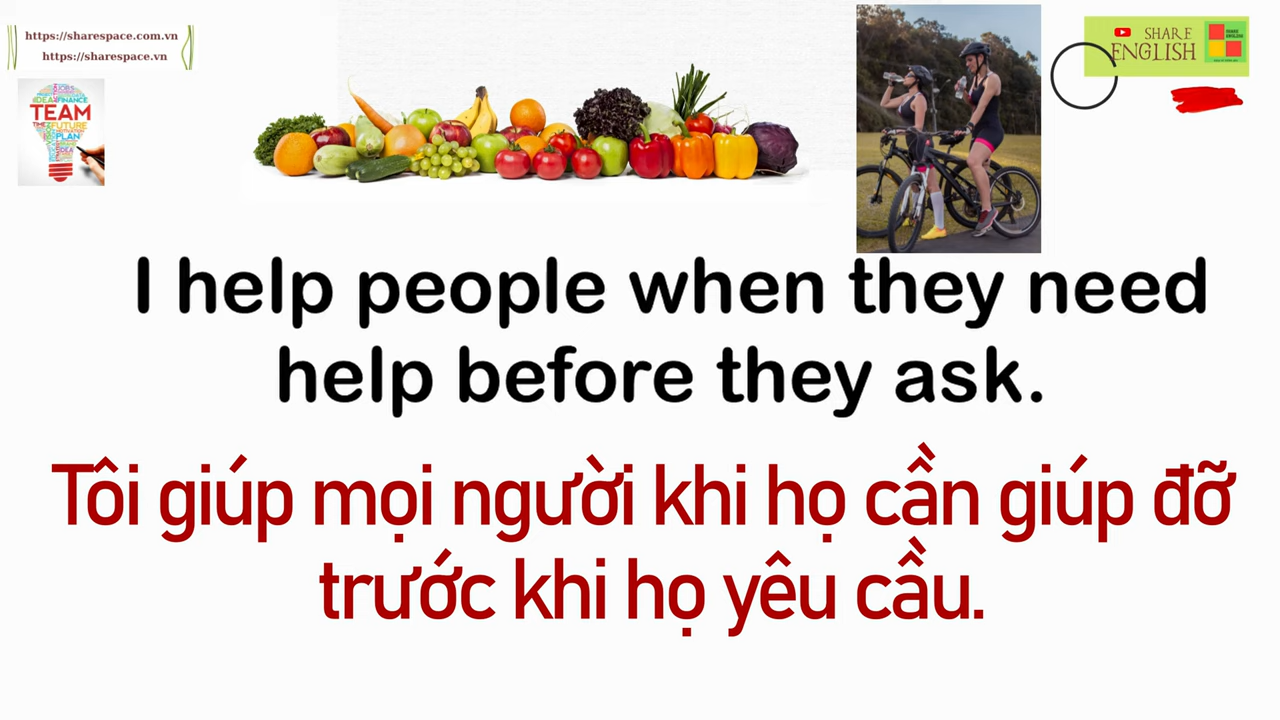 https://sharespace.com.vn
https://sharespace.vn
SHARE
ENGLISH
TEAM
FUTURE
PLAN
I help people when they need
help before they ask.
Tôi giúp mọi người khi họ cần giúp đỡ
trước khi họ yêu cầu.